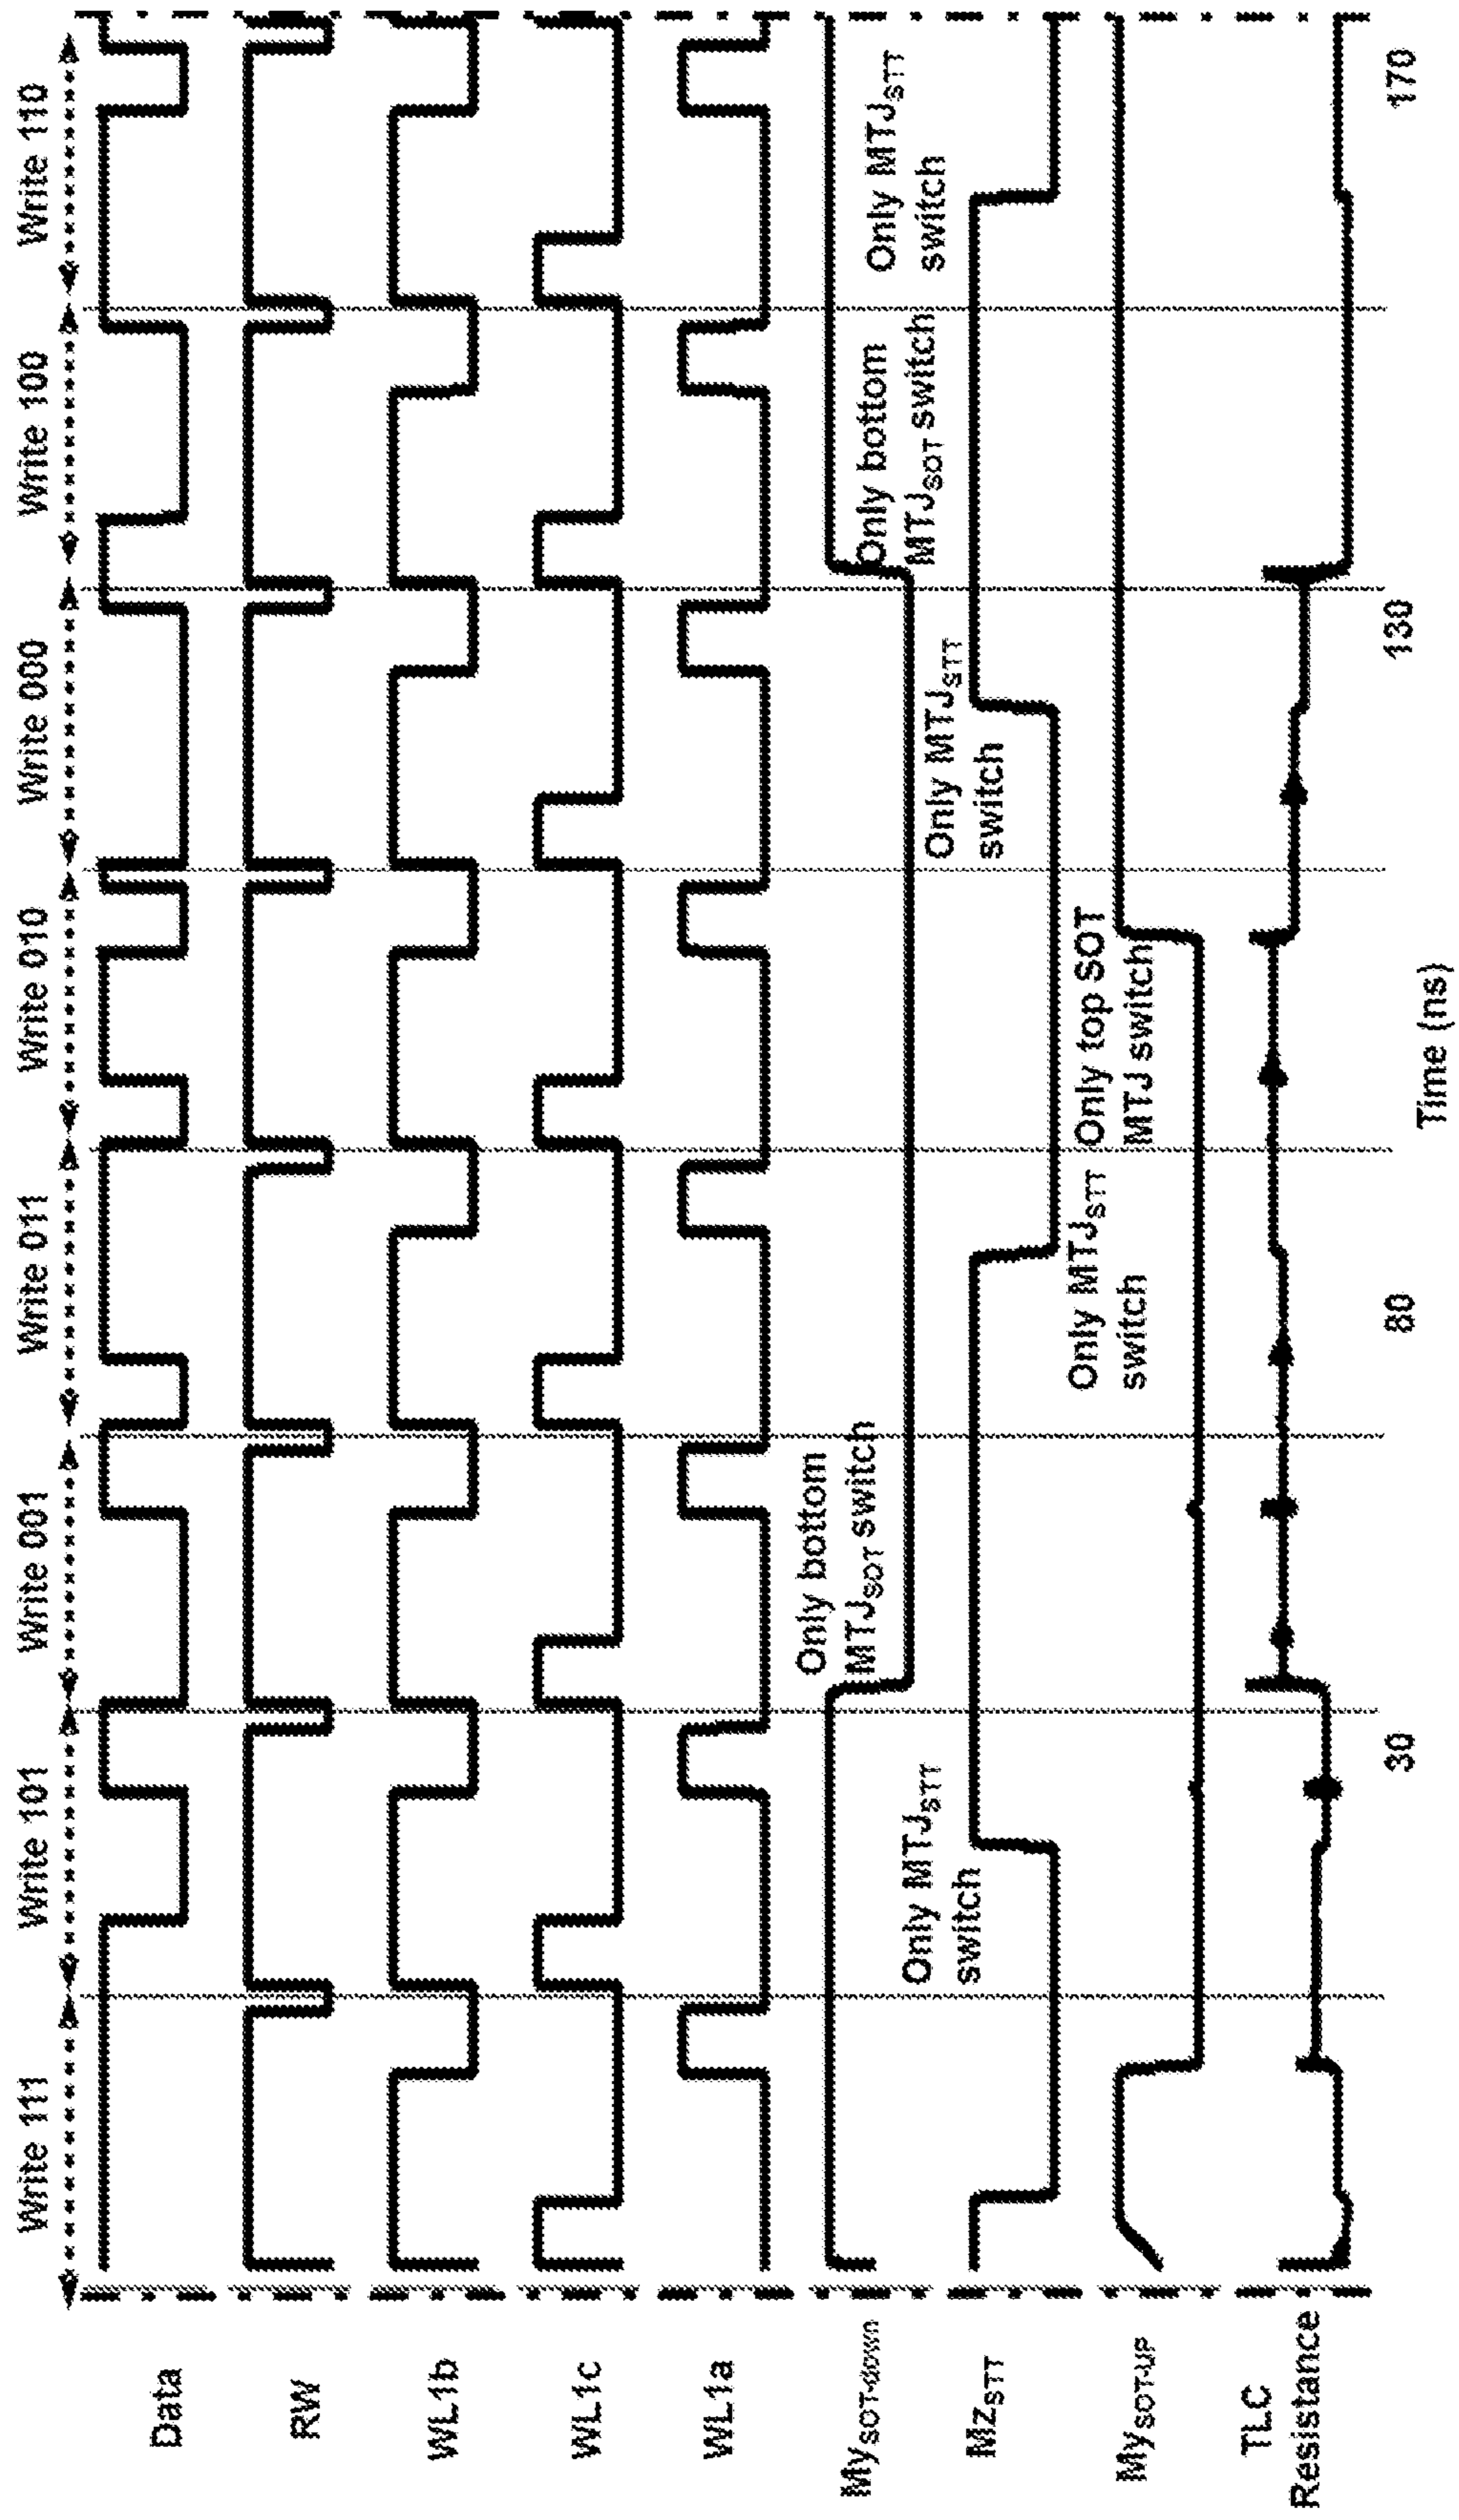 Write 111
Write 101
Write 001
Write 011
Write 010
Write 000
Write 100
Write 110
Data
RW
WL1b
WL1c
WL1a
My_SOT-down
Only bottom
MTJ_SOT switch
Only bottom
MTJ_SOT switch
Only MTJ_STT
switch
Mz_STT
Only MTJ_STT
switch
Only MTJ_STT
switch
Only MTJ_STT
switch
My_SOT-UP
Only top SOT
MTJ switch
TLC
Resistance
30
80
130
170
Time (ns)